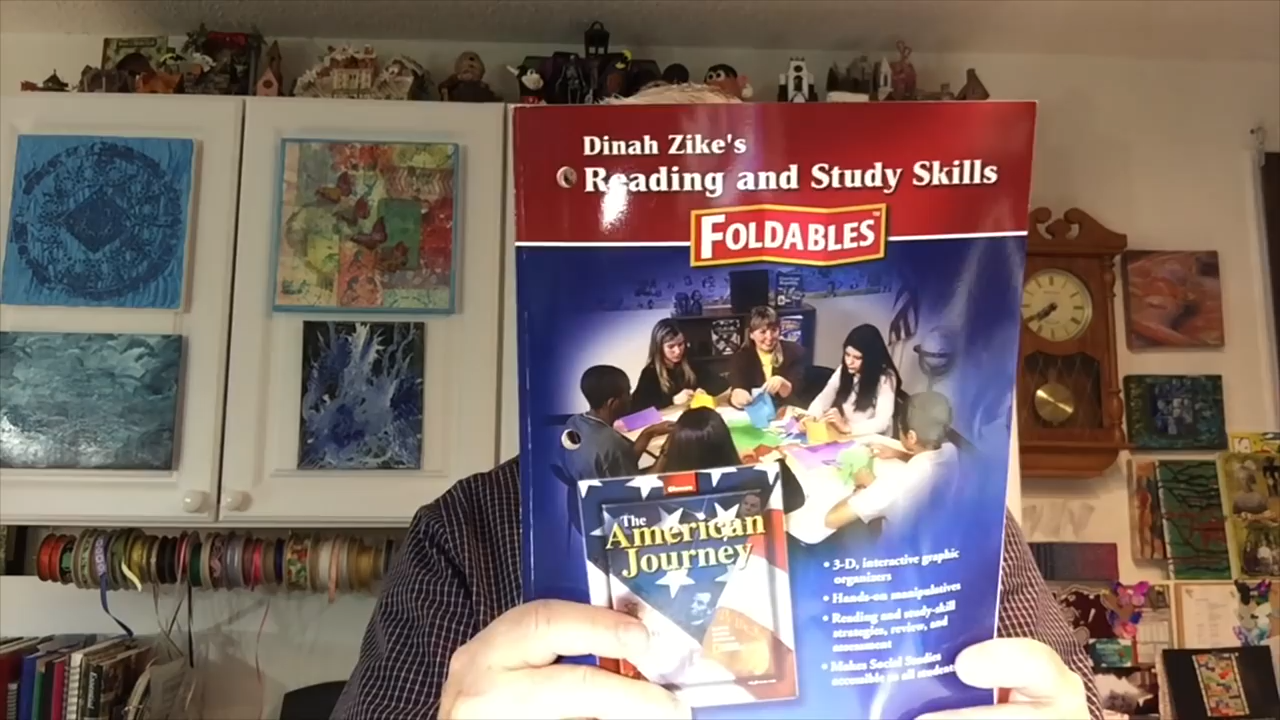 Dinah Zike's
Reading and Study Skills
FOLDABLES™
The
American
Journey
• 3-D, interactive graphic
organizers
• Hands-on manipulatives
• Reading and study-skill
strategies, review, and
assessment
• Makes Social Studies
accessible to all students